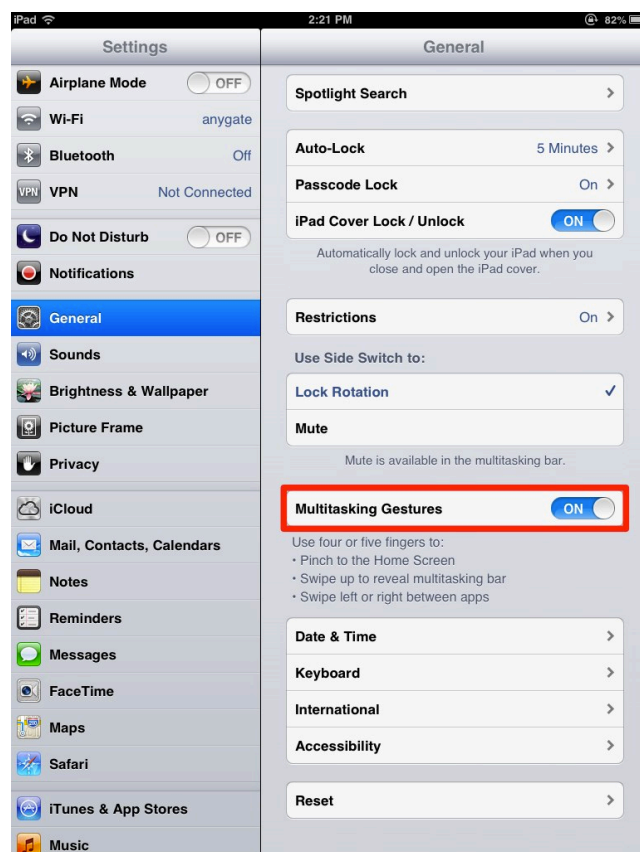 iPad 2:21 PM 82%
Settings
Airplane Mode OFF
Wi-Fi anygate
Bluetooth Off
VPN VPN Not Connected
Do Not Disturb OFF
Notifications
General
Sounds
Brightness & Wallpaper
Picture Frame
Privacy
iCloud
Mail, Contacts, Calendars
Notes
Reminders
Messages
FaceTime
Maps
Safari
iTunes & App Stores
Music
General
Spotlight Search
Auto-Lock 5 Minutes
Passcode Lock On
iPad Cover Lock / Unlock ON
Automatically lock and unlock your iPad when you
close and open the iPad cover.
Restrictions On
Use Side Switch to:
Lock Rotation
Mute
Mute is available in the multitasking bar.
Multitasking Gestures ON
Use four or five fingers to:
• Pinch to the Home Screen
• Swipe up to reveal multitasking bar
• Swipe left or right between apps
Date & Time
Keyboard
International
Accessibility
Reset